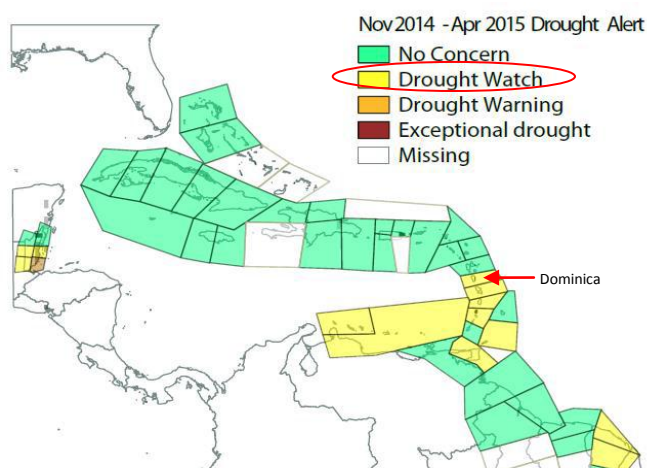 Nov 2014 - Apr 2015 Drought Alert
No Concern
Drought Watch
Drought Warning
Exceptional drought
Missing
Dominica